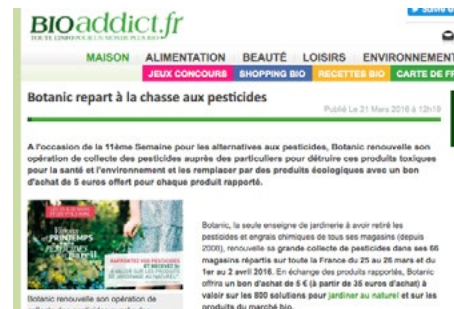 BIOaddict.fr
MAISON ALIMENTATION BEAUTÉ LOISIRS ENVIRONNEMENT
JEUX CONCOURS SHOPPING BIO RECETTES BIO CARTE DE FR
Botanic repart à la chasse aux pesticides
Publié Le 21 Mars 2016 à 12h19
A l'occasion de la 11ème Semaine pour les alternatives aux pesticides, Botanic renouvelle son
opération de collecte des pesticides auprès des particuliers pour détruire ces produits toxiques
pour la santé et l'environnement et les remplacer par des produits écologiques avec un bon
d'achat de 5 euros offert pour chaque produit rapporté.
Botanic, la seule enseigne de jardinerie à avoir retiré les
pesticides et engrais chimiques de tous ses magasins (depuis
2008), renouvelle sa grande collecte de pesticides dans ses 66
magasins répartis sur toute la France du 25 au 26 mars et du
1er au 2 avril 2016. En échange des produits rapportés, Botanic
offrira un bon d'achat de 5 € (à partir de 35 euros d'achat) à
valoir sur les 800 solutions pour jardiner au naturel et sur les
produits du marché bio.
RAPPORTEZ VOS PESTICIDES
Botanic renouvelle son opération de